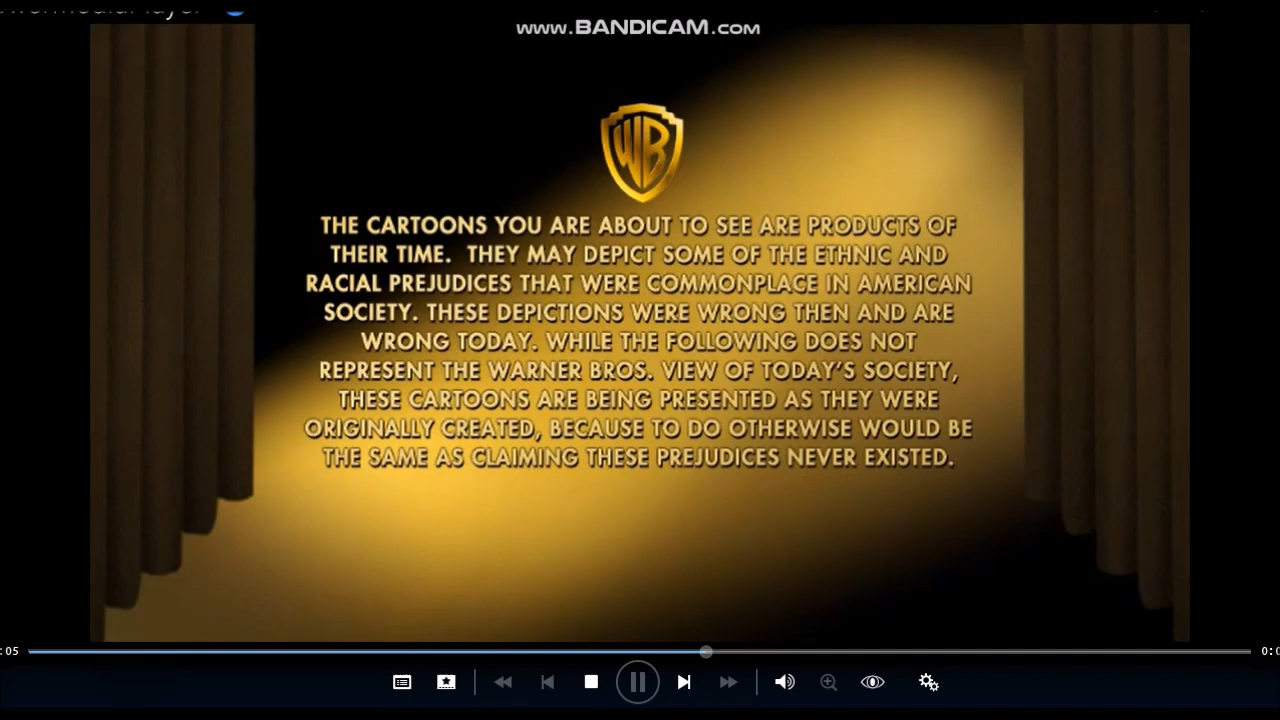 www.BANDICAM.com
WB
THE CARTOONS YOU ARE ABOUT TO SEE ARE PRODUCTS OF
THEIR TIME. THEY MAY DEPICT SOME OF THE ETHNIC AND
RACIAL PREJUDICES THAT WERE COMMONPLACE IN AMERICAN
SOCIETY. THESE DEPICTIONS WERE WRONG THEN AND ARE
WRONG TODAY. WHILE THE FOLLOWING DOES NOT
REPRESENT THE WARNER BROS. VIEW OF TODAY'S SOCIETY,
THESE CARTOONS ARE BEING PRESENTED AS THEY WERE
ORIGINALLY CREATED, BECAUSE TO DO OTHERWISE WOULD BE
THE SAME AS CLAIMING THESE PREJUDICES NEVER EXISTED.
:05 0:0